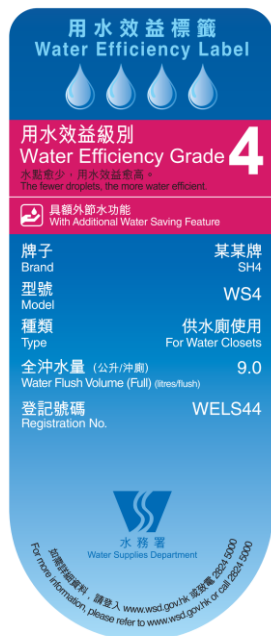 用水效益標籤
Water Efficiency Label
用水效益級別
Water Efficiency Grade 4
水點愈少，用水效益愈高。
The fewer droplets, the more water efficient.
具額外節水功能
With Additional Water Saving Feature
牌子 某某牌
Brand SH4
型號 WS4
Model
種類 供水廁使用
Type For Water Closets
全沖水量 (公升/沖廁) 9.0
Water Flush Volume (Full) (litres/flush)
登記號碼 WELS44
Registration No.
水務署
Water Supplies Department
如需詳細資料，請登入 www.wsd.gov.hk 或致電 2824 5000
For more information, please refer to www.wsd.gov.hk or call 2824 5000